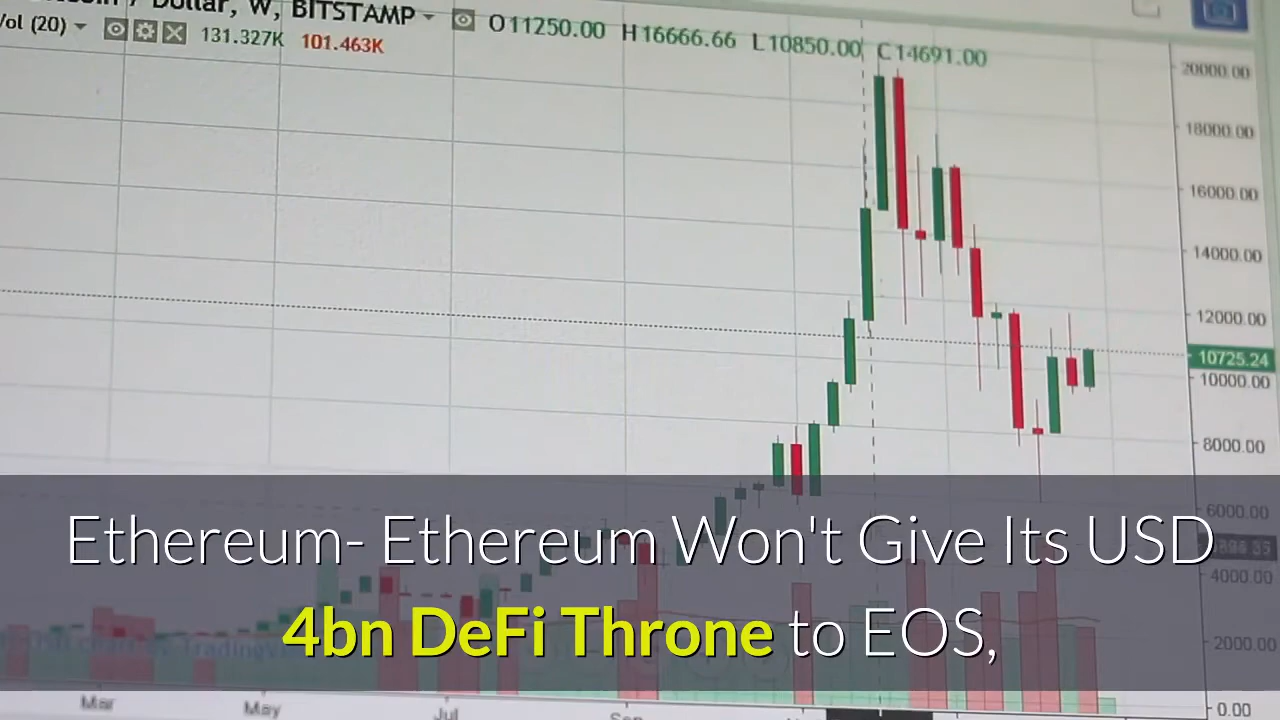 Dollar, W, BITSTAMP O11250.00 H16666.66 L10850.00 C14691.00
(20) 131.327K 101.463K
20000.00
18000.00
16000.00
14000.00
12000.00
10725.24
10000.00
8000.00
6000.00
4000.00
2000.00
0.00
Ethereum- Ethereum Won't Give Its USD
4bn DeFi Throne to EOS,
Mar May Jul